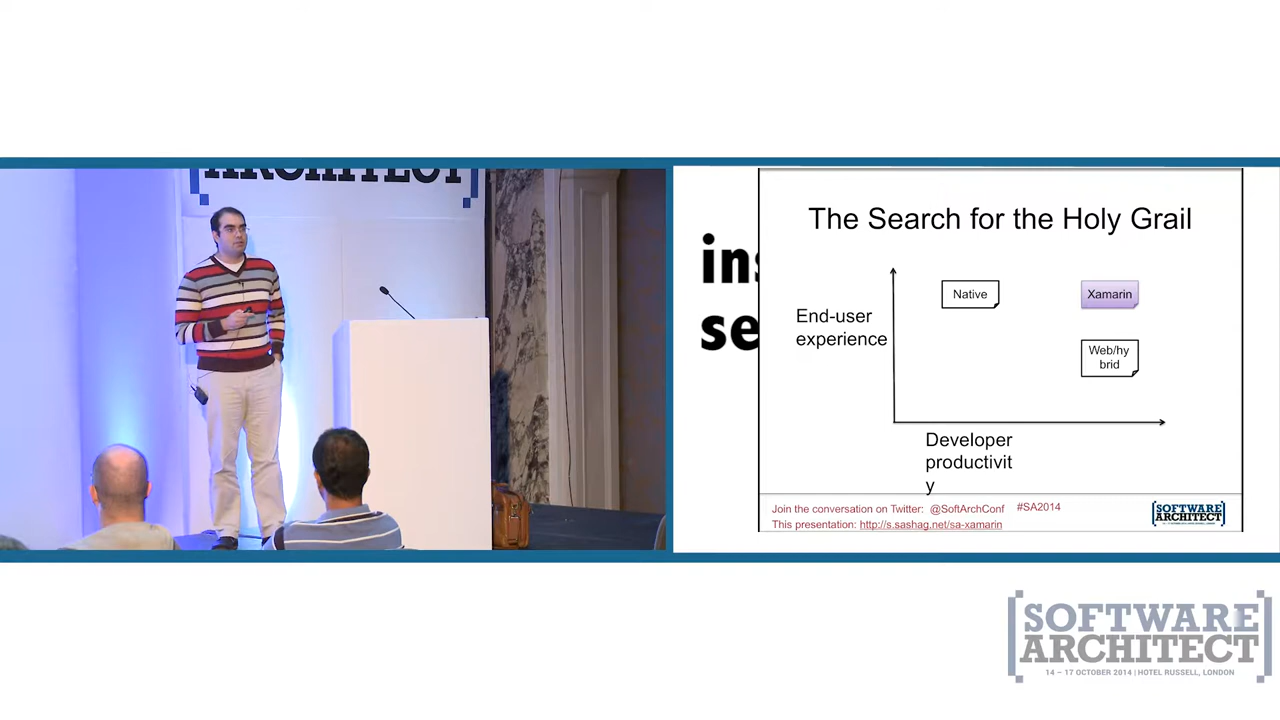 ARCHITECT
ins
se
The Search for the Holy Grail
Native
Xamarin
End-user
experience
Web/hy
brid
Developer
productivit
y
Join the conversation on Twitter: @SoftArchConf #SA2014
This presentation: http://s.sashag.net/sa-xamarin
SOFTWARE
ARCHITECT
SOFTWARE
ARCHITECT
14 – 17 OCTOBER 2014 | HOTEL RUSSELL, LONDON